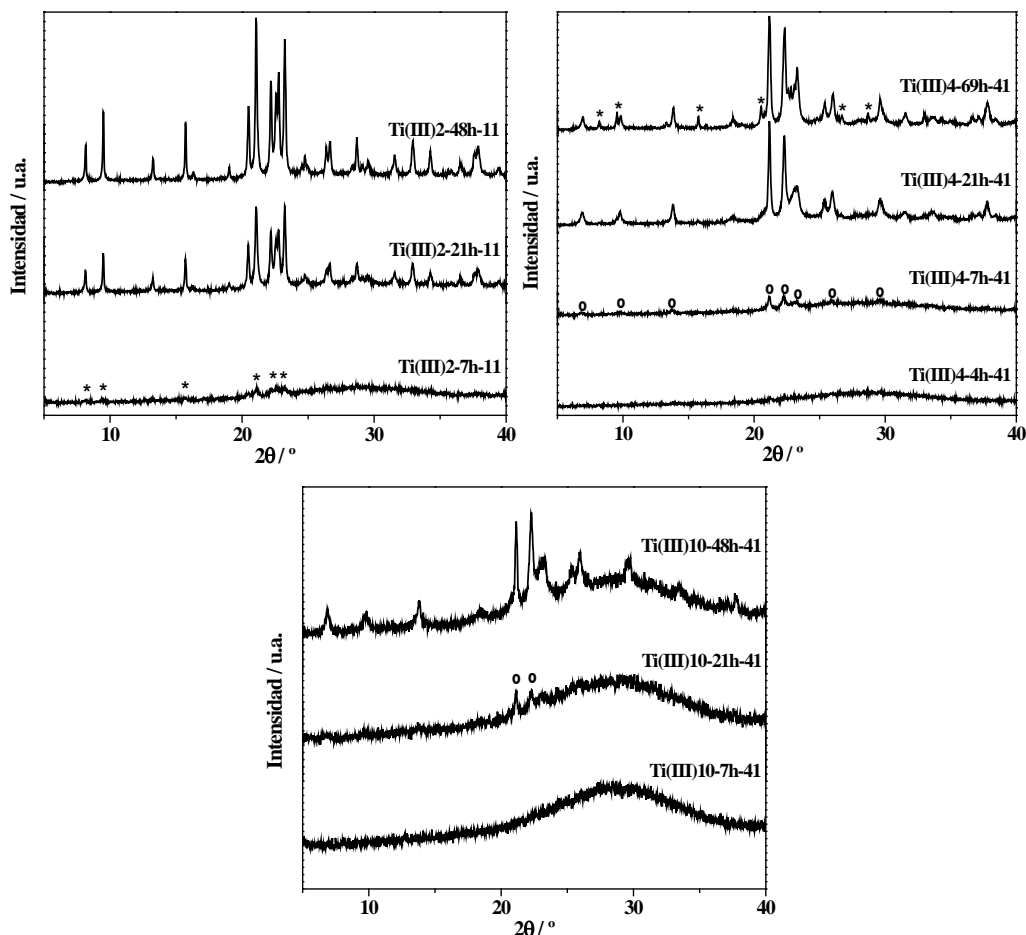 Intensidad / u.a.
Ti(III)2-48h-11
Ti(III)2-21h-11
Ti(III)2-7h-11
* * * * * *
10 20 30 40
2θ / º
Intensidad / u.a.
Ti(III)4-69h-41
* * * * * *
Ti(III)4-21h-41
Ti(III)4-7h-41
o o o o o o o o
Ti(III)4-4h-41
10 20 30 40
2θ / º
Intensidad / u.a.
Ti(III)10-48h-41
Ti(III)10-21h-41
o o
Ti(III)10-7h-41
10 20 30 40
2θ / º